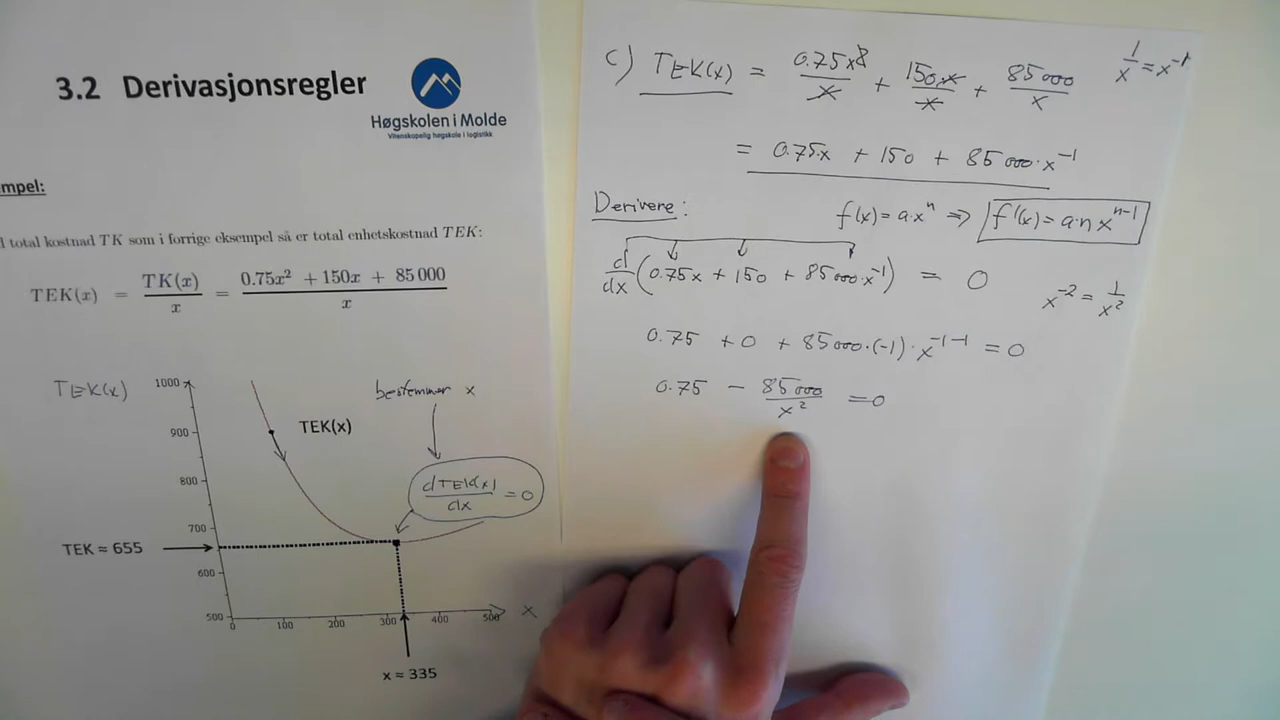 3.2 Derivasjonsregler
Høgskolen i Molde
Vitenskapelig høgskole i logistikk
mpel:
l total kostnad TK som i forrige eksempel så er total enhetskostnad TEK:
TEK(x) = TK(x)/x = 0.75x² + 150x + 85 000/x
TEK(x)
1000
900
800
700
600
500
0 100 200 300 400 500
x
TEK(x)
bestemmer x
dTEK(x)/dx = 0
TEK = 655
x = 335
c) TEK(x) = 0.75x²/x + 150x/x + 85000/x
1/x = x⁻¹
= 0.75x + 150 + 85000·x⁻¹
Derivere: f(x) = a·xⁿ ⇒ f'(x) = a·n xⁿ⁻¹
d/dx (0.75x + 150 + 85000·x⁻¹) = 0
x⁻² = 1/x²
0.75 + 0 + 85000·(-1)·x⁻¹⁻¹ = 0
0.75 − 85000/x² = 0